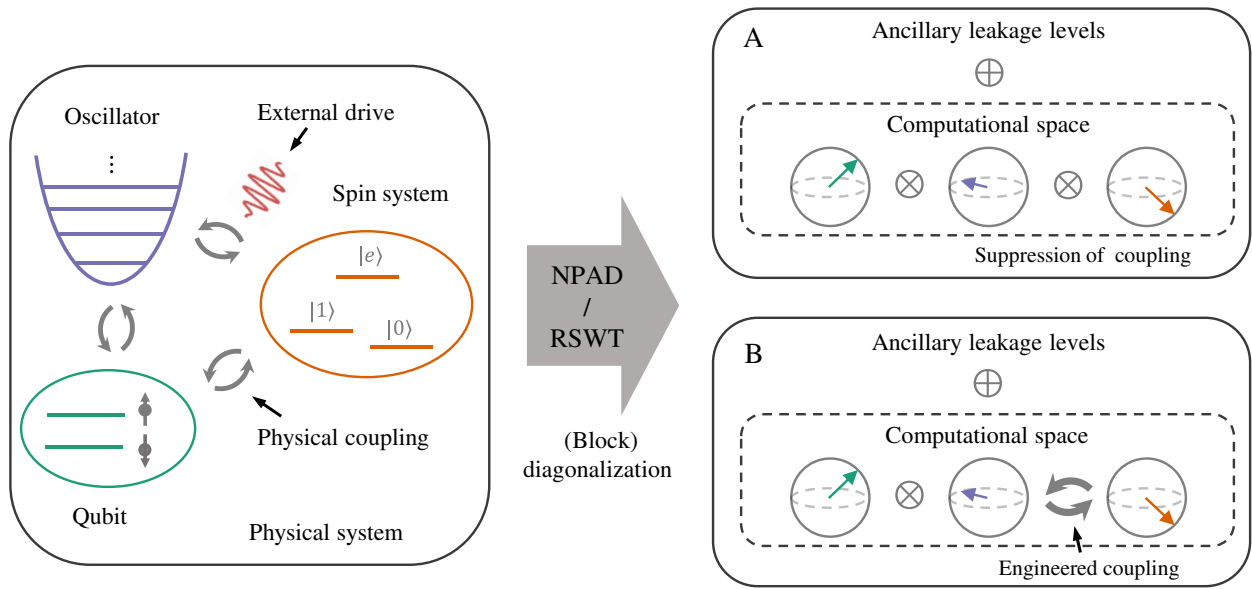 Oscillator
External drive
⋮
Spin system
|e⟩
|1⟩
|0⟩
Physical coupling
Qubit
Physical system
NPAD
/
RSWT
(Block)
diagonalization
A
Ancillary leakage levels
⊕
Computational space
⊗
⊗
Suppression of coupling
B
Ancillary leakage levels
⊕
Computational space
⊗
Engineered coupling